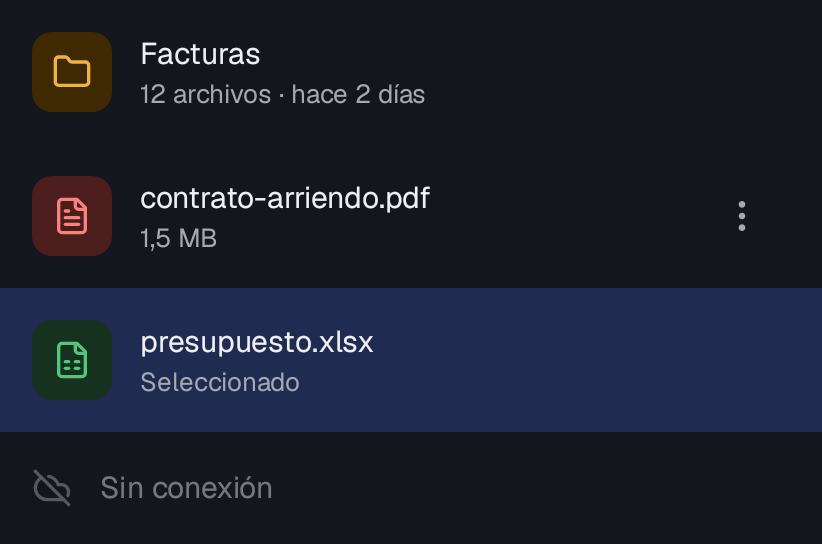 Facturas
12 archivos · hace 2 días
contrato-arriendo.pdf
1,5 MB
presupuesto.xlsx
Seleccionado
Sin conexión